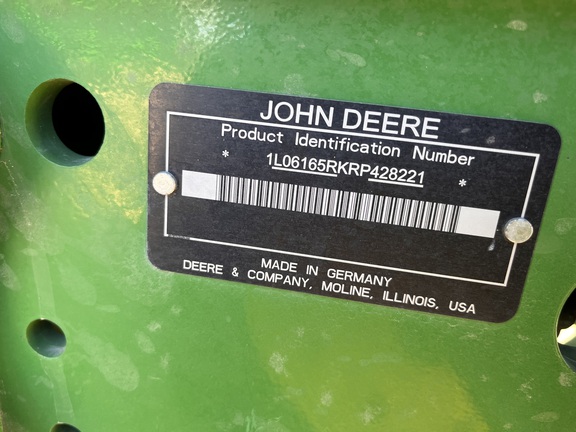 JOHN DEERE
Product Identification Number
* 1L06165RKRP428221 *
MADE IN GERMANY
DEERE & COMPANY, MOLINE, ILLINOIS, USA